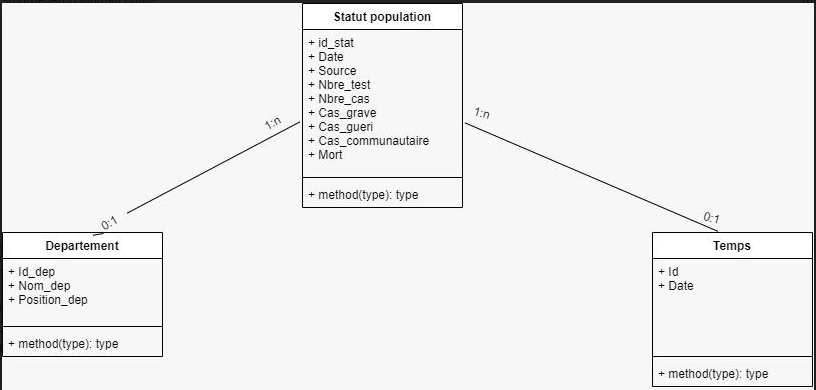 Statut population
+ id_stat
+ Date
+ Source
+ Nbre_test
+ Nbre_cas
+ Cas_grave
+ Cas_gueri
+ Cas_communautaire
+ Mort
+ method(type): type
1:n
1:n
0:1
0:1
Departement
+ Id_dep
+ Nom_dep
+ Position_dep
+ method(type): type
Temps
+ Id
+ Date
+ method(type): type